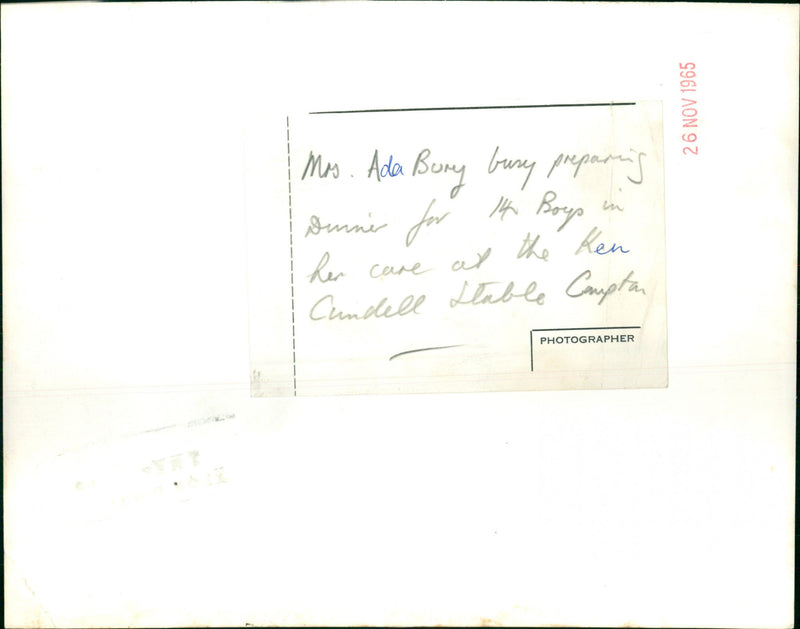 26 NOV 1965
Mrs. Ada Bury busy preparing
Dinner for 14 Boys in
her care at the Ken
Cundell Stable Compton
PHOTOGRAPHER